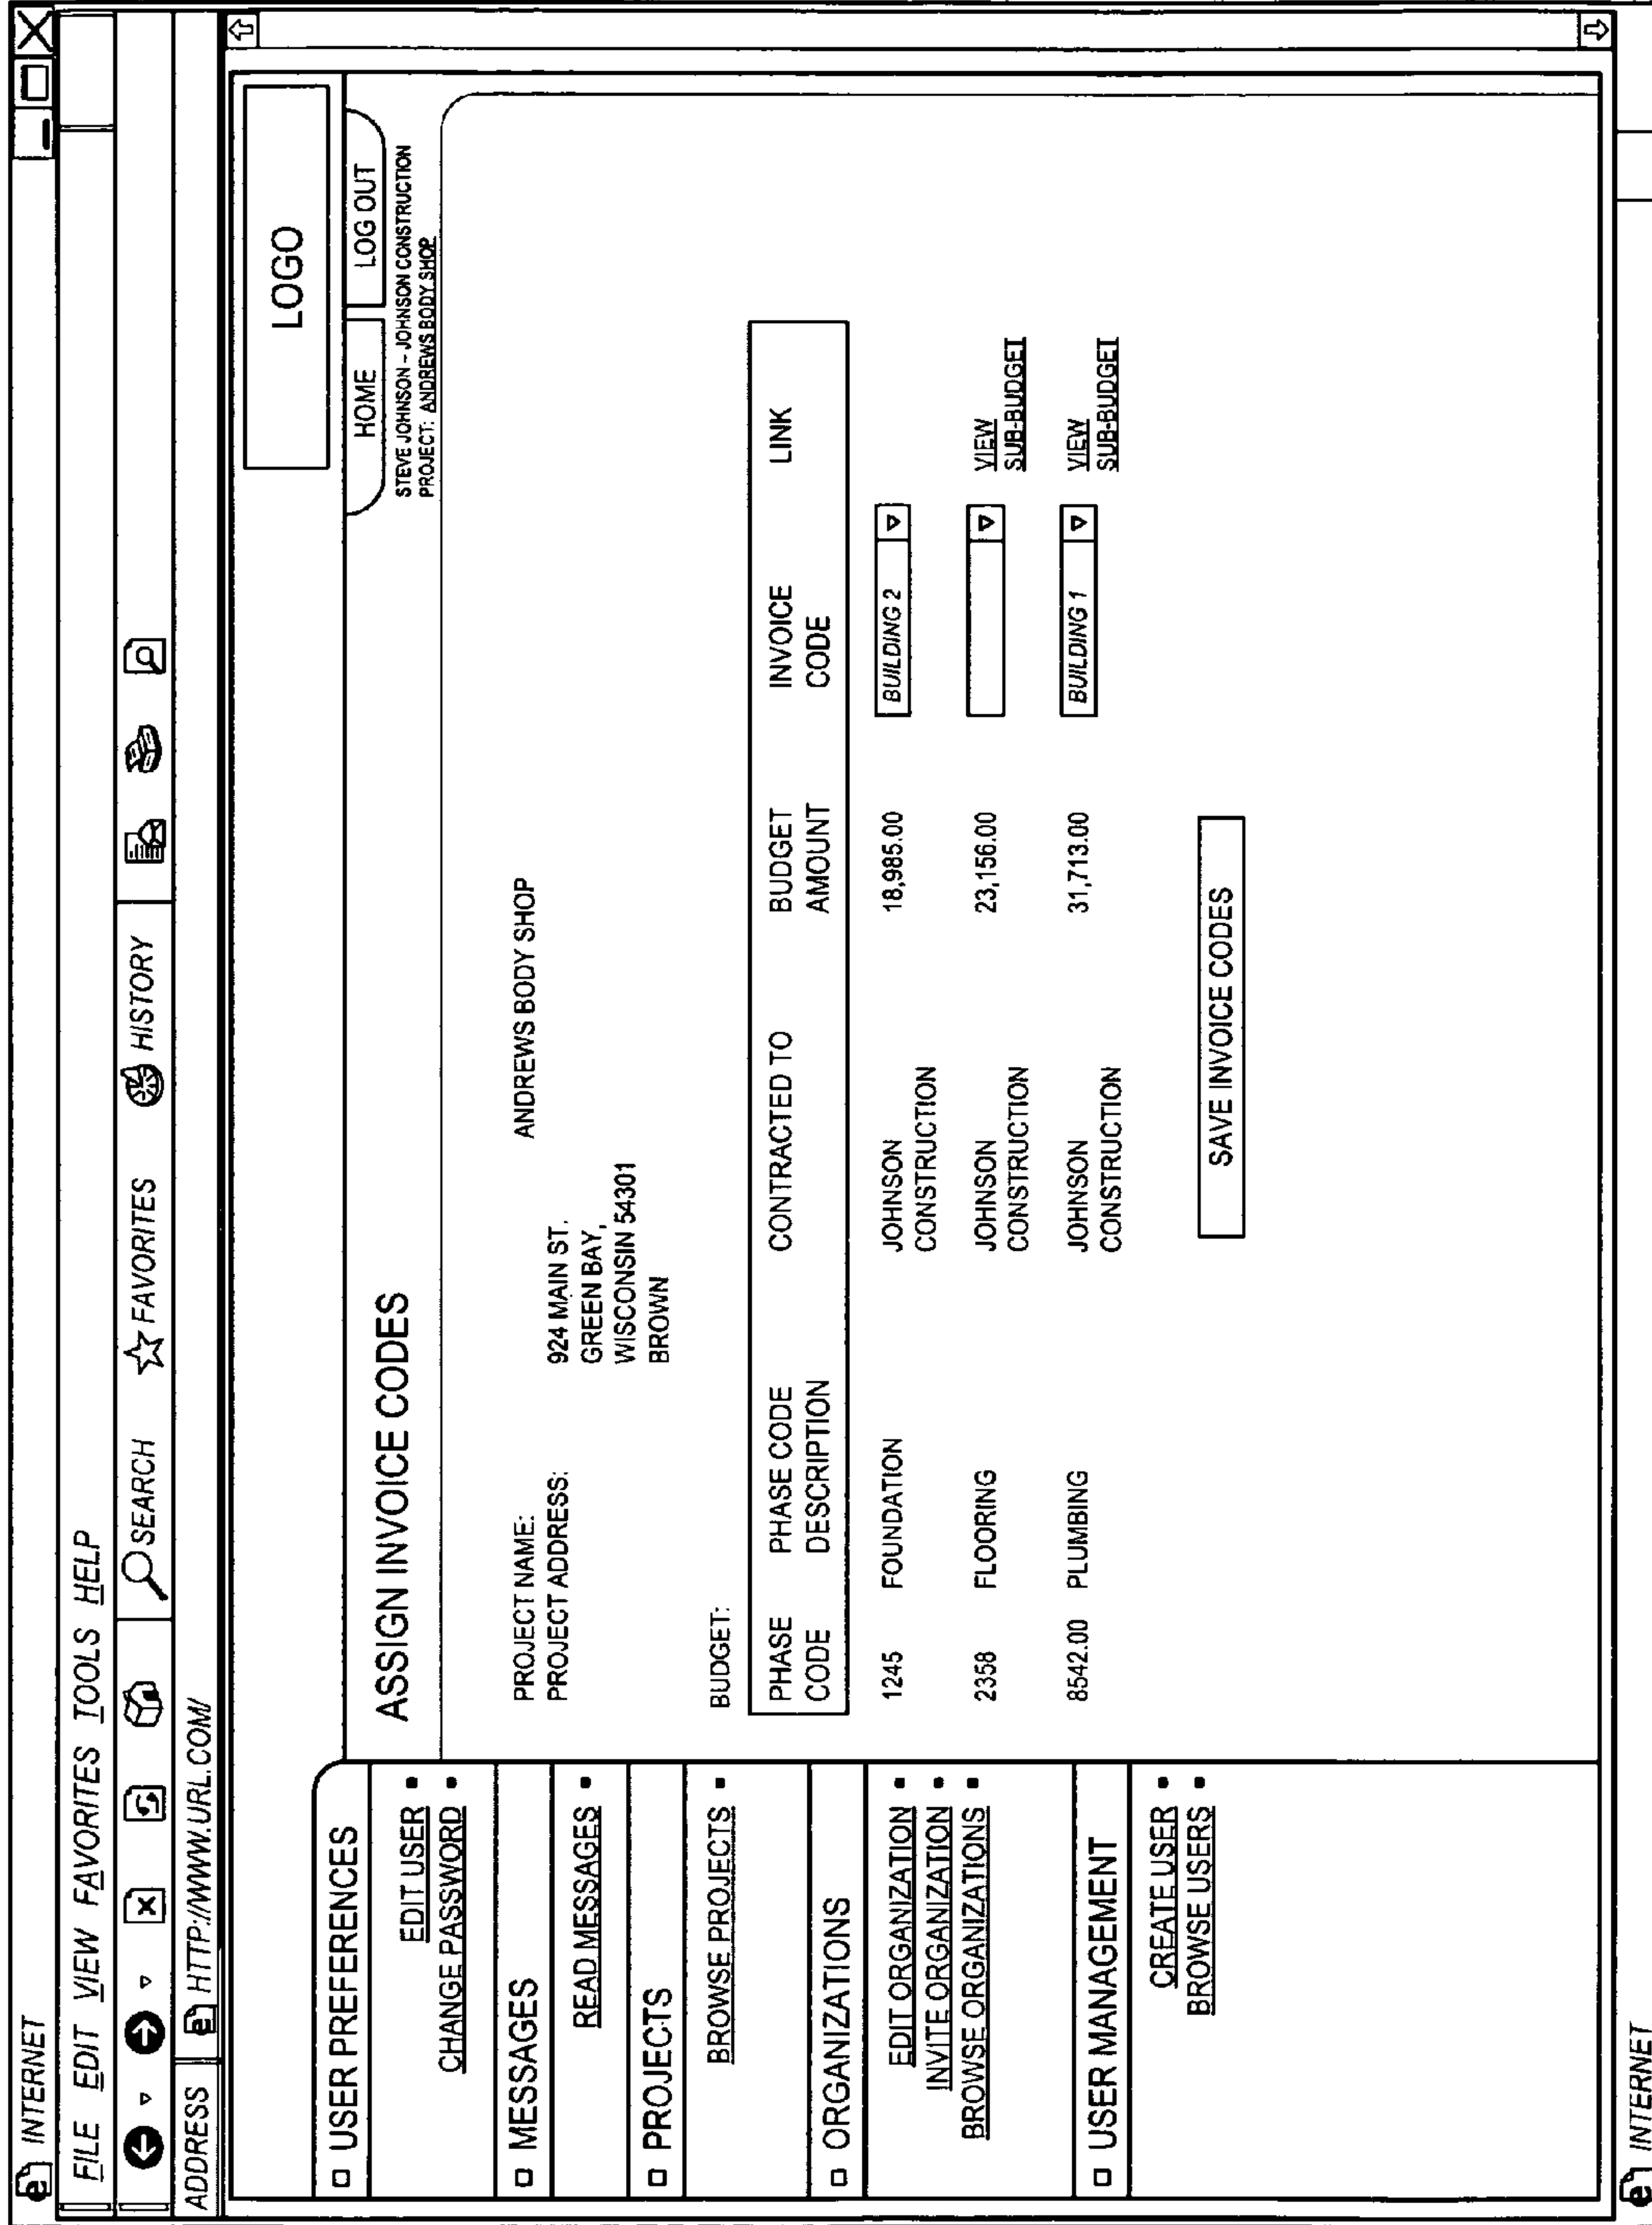 INTERNET
FILE EDIT VIEW FAVORITES TOOLS HELP
SEARCH FAVORITES HISTORY
ADDRESS HTTP://WWW.URL.COM/
LOGO
HOME LOG OUT
STEVE JOHNSON – JOHNSON CONSTRUCTION
PROJECT: ANDREWS BODY SHOP
USER PREFERENCES
EDIT USER
CHANGE PASSWORD
MESSAGES
READ MESSAGES
PROJECTS
BROWSE PROJECTS
ORGANIZATIONS
EDIT ORGANIZATION
INVITE ORGANIZATION
BROWSE ORGANIZATIONS
USER MANAGEMENT
CREATE USER
BROWSE USERS
ASSIGN INVOICE CODES
PROJECT NAME: ANDREWS BODY SHOP
PROJECT ADDRESS: 924 MAIN ST.
GREEN BAY,
WISCONSIN 54301
BROWN
BUDGET:
PHASE PHASE CODE CONTRACTED TO BUDGET INVOICE LINK
CODE DESCRIPTION AMOUNT CODE
1245 FOUNDATION JOHNSON 18,985.00 BUILDING 2
CONSTRUCTION
2358 FLOORING JOHNSON 23,156.00 VIEW
CONSTRUCTION SUB-BUDGET
8542.00 PLUMBING JOHNSON 31,713.00 BUILDING 1 VIEW
CONSTRUCTION SUB-BUDGET
SAVE INVOICE CODES
INTERNET